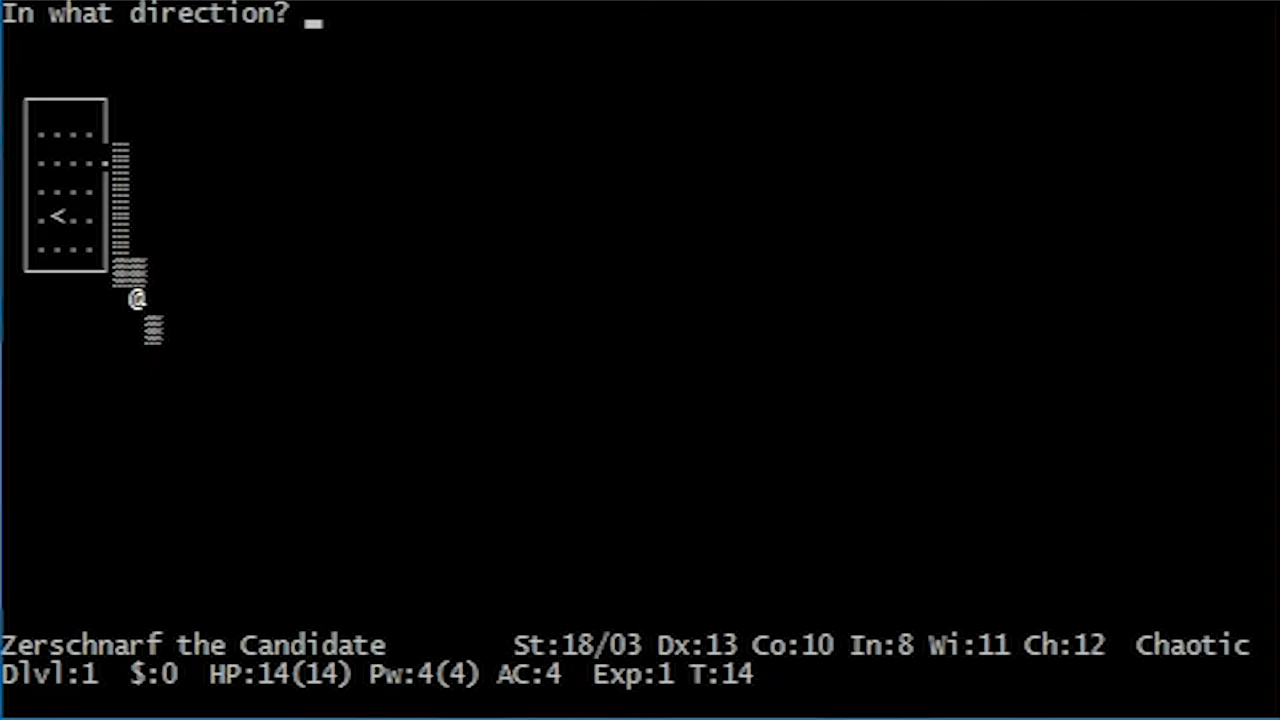 In what direction?
. . . .
. . . . .
. . . .
. < . .
. . . .
@
Zerschnarf the Candidate St:18/03 Dx:13 Co:10 In:8 Wi:11 Ch:12 Chaotic
Dlvl:1 $:0 HP:14(14) Pw:4(4) AC:4 Exp:1 T:14